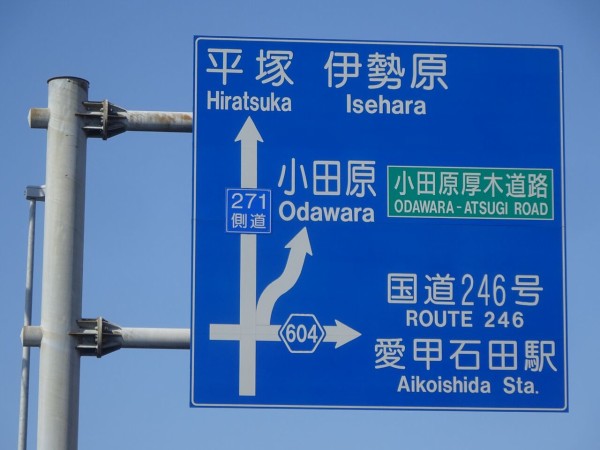 平塚 伊勢原
Hiratsuka Isehara
小田原
Odawara
小田原厚木道路
ODAWARA-ATSUGI ROAD
271
側道
604
国道246号
ROUTE 246
愛甲石田駅
Aikoishida Sta.